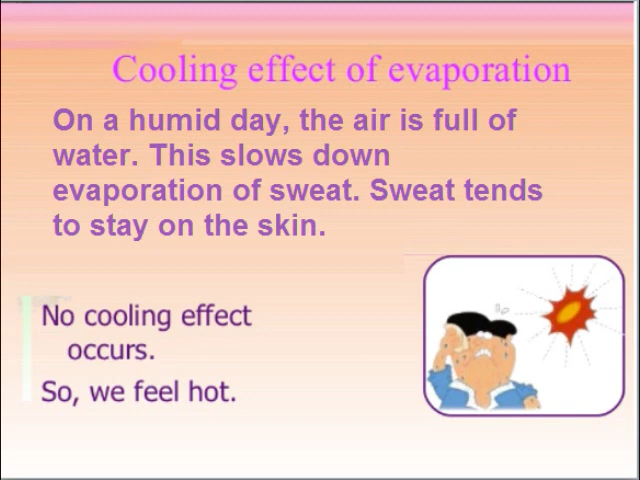 Cooling effect of evaporation
On a humid day, the air is full of
water. This slows down
evaporation of sweat. Sweat tends
to stay on the skin.
No cooling effect
occurs.
So, we feel hot.